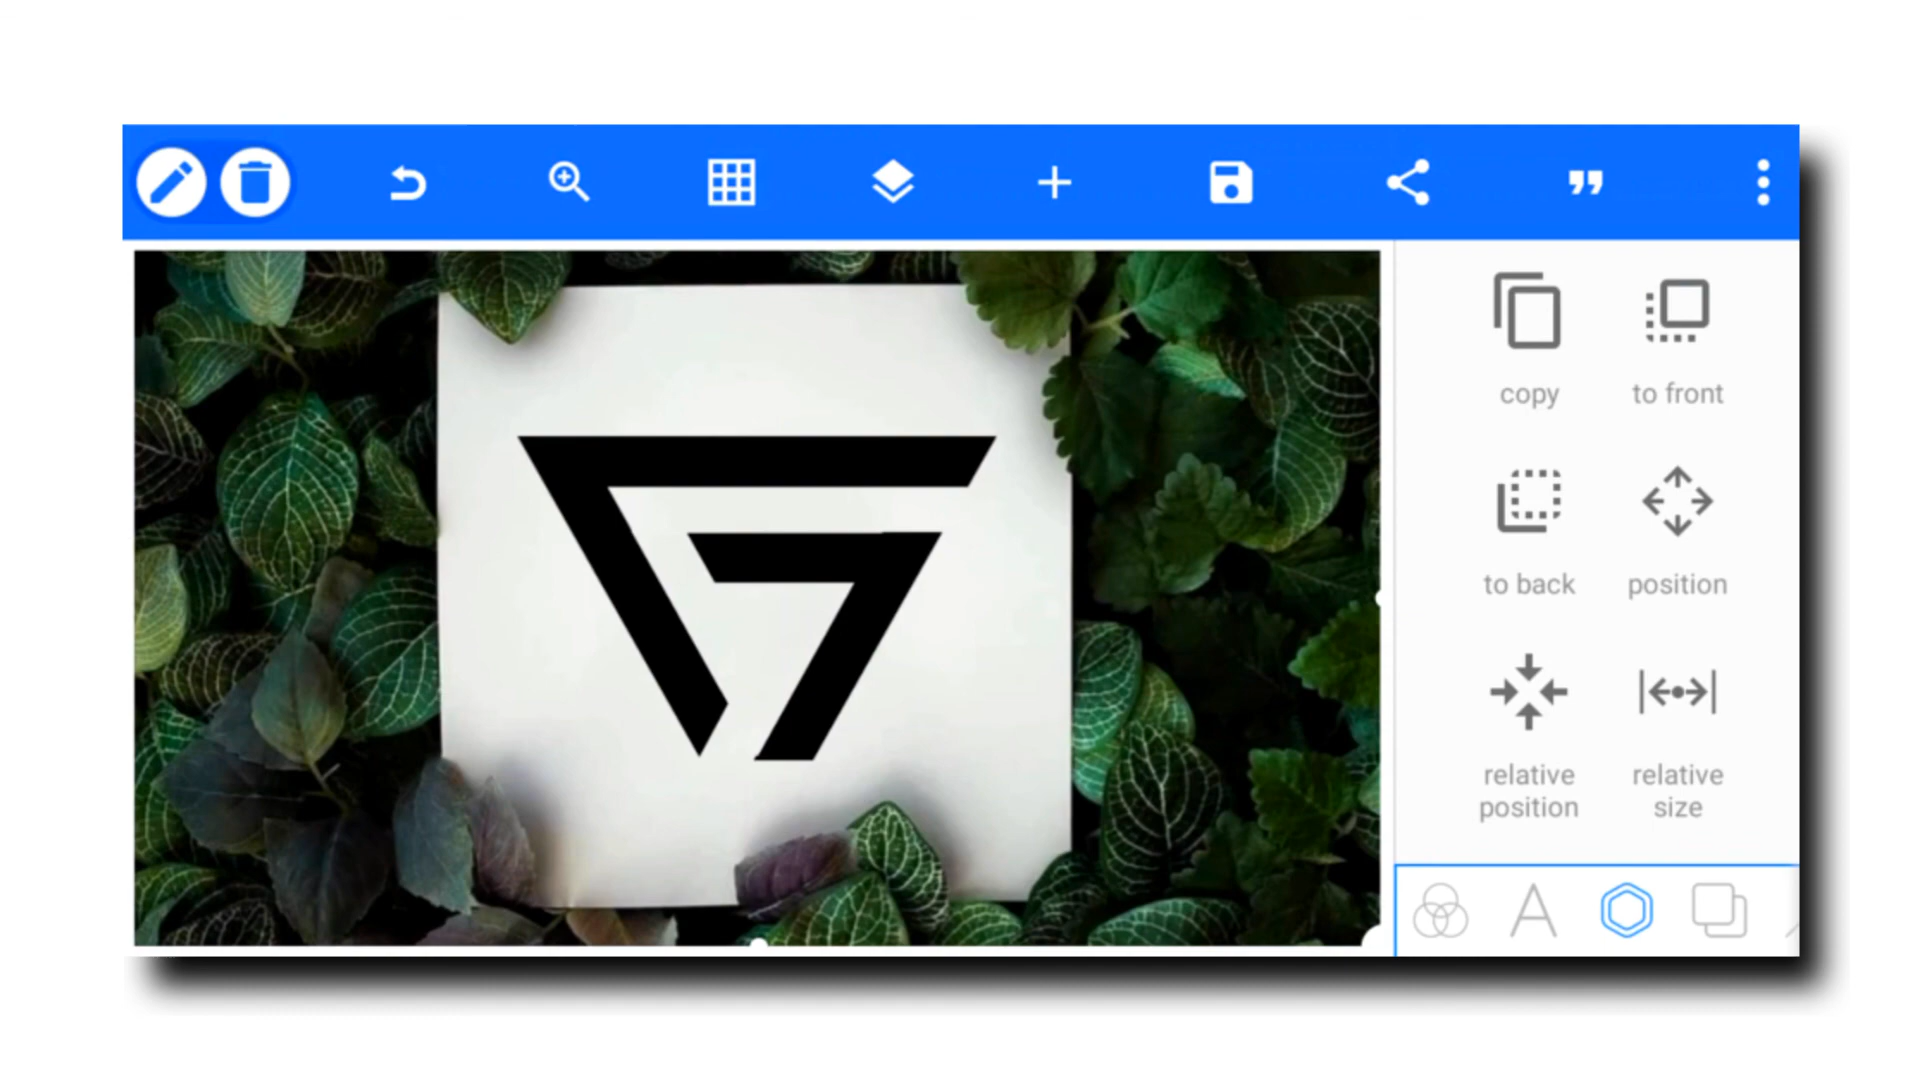 copy
to front
to back
position
relative
position
relative
size